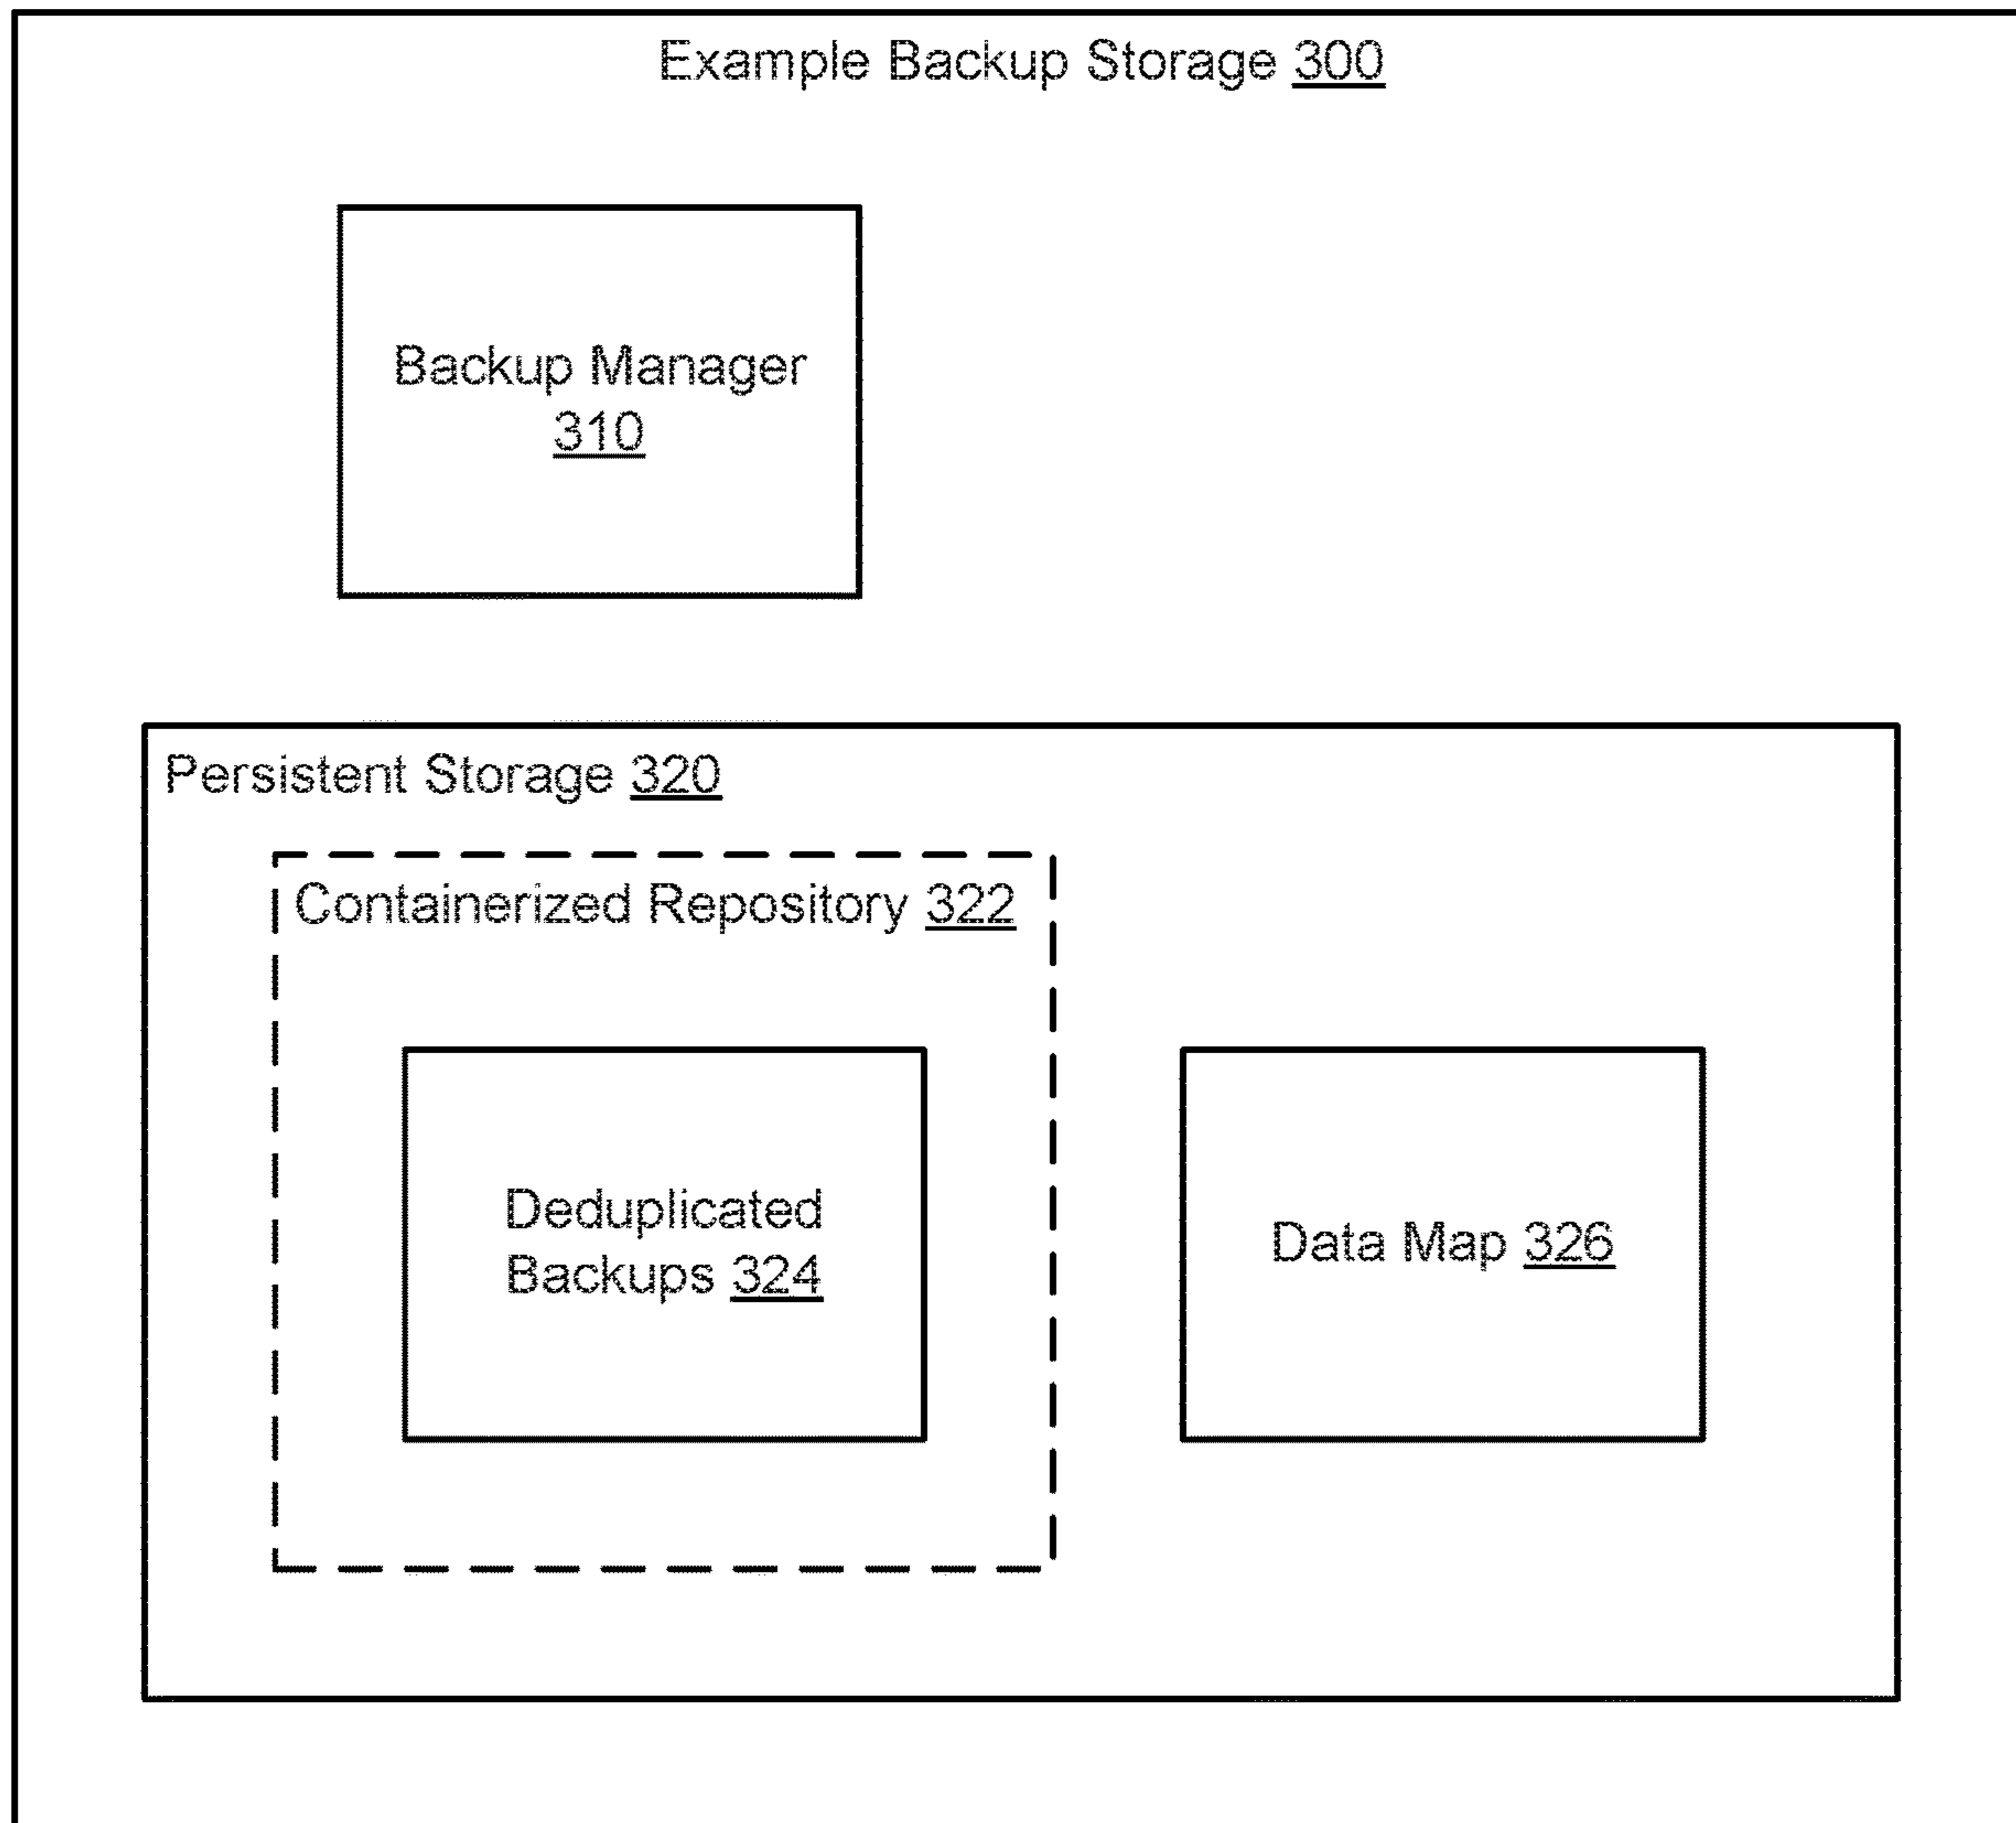 Example Backup Storage 300
Backup Manager
310
Persistent Storage 320
Containerized Repository 322
Deduplicated
Backups 324
Data Map 326